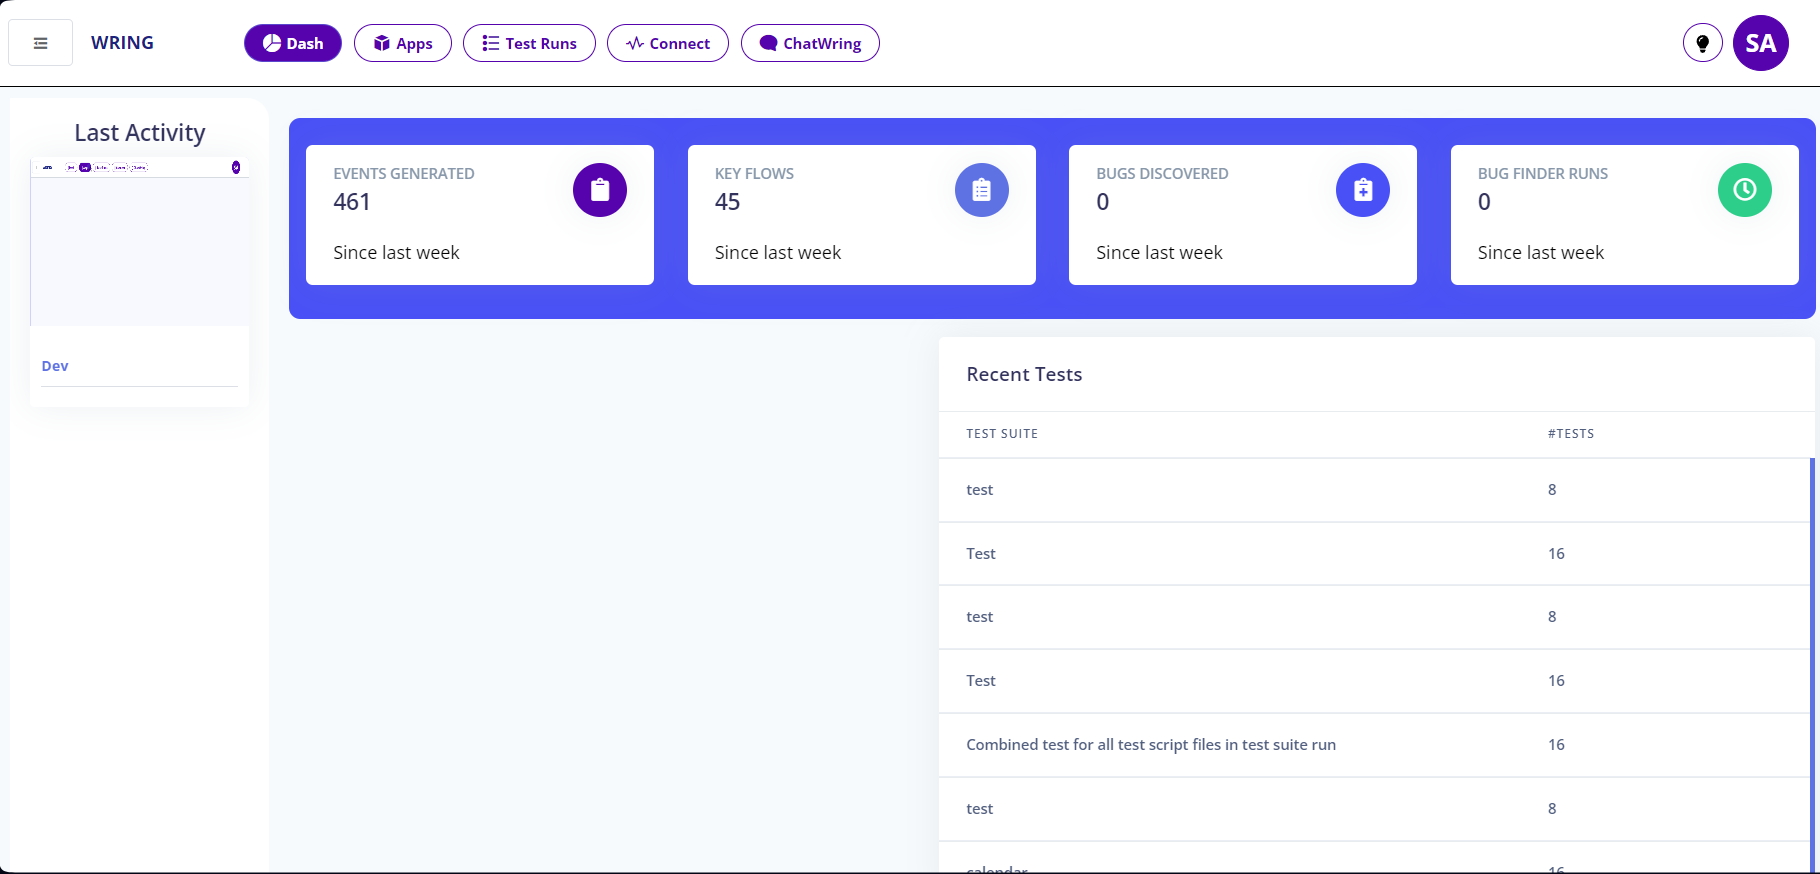 WRING
Dash
Apps
Test Runs
Connect
ChatWring
SA
Last Activity
Dev
EVENTS GENERATED
461
Since last week
KEY FLOWS
45
Since last week
BUGS DISCOVERED
0
Since last week
BUG FINDER RUNS
0
Since last week
Recent Tests
TEST SUITE #TESTS
test 8
Test 16
test 8
Test 16
Combined test for all test script files in test suite run 16
test 8
calendar 16